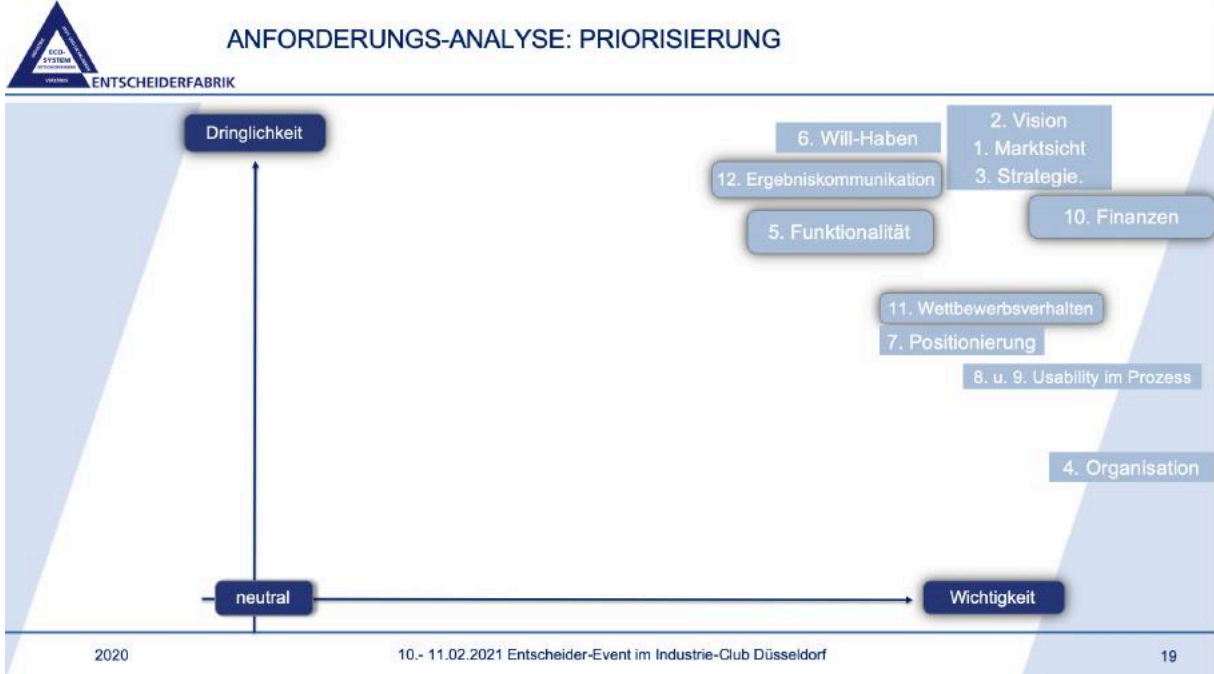 ANFORDERUNGS-ANALYSE: PRIORISIERUNG
ECO-
SYSTEM
ENTSCHEIDERFABRIK
Dringlichkeit
6. Will-Haben
2. Vision
1. Marktsicht
3. Strategie.
12. Ergebniskommunikation
10. Finanzen
5. Funktionalität
11. Wettbewerbsverhalten
7. Positionierung
8. u. 9. Usability im Prozess
4. Organisation
neutral
Wichtigkeit
2020
10.- 11.02.2021 Entscheider-Event im Industrie-Club Düsseldorf
19